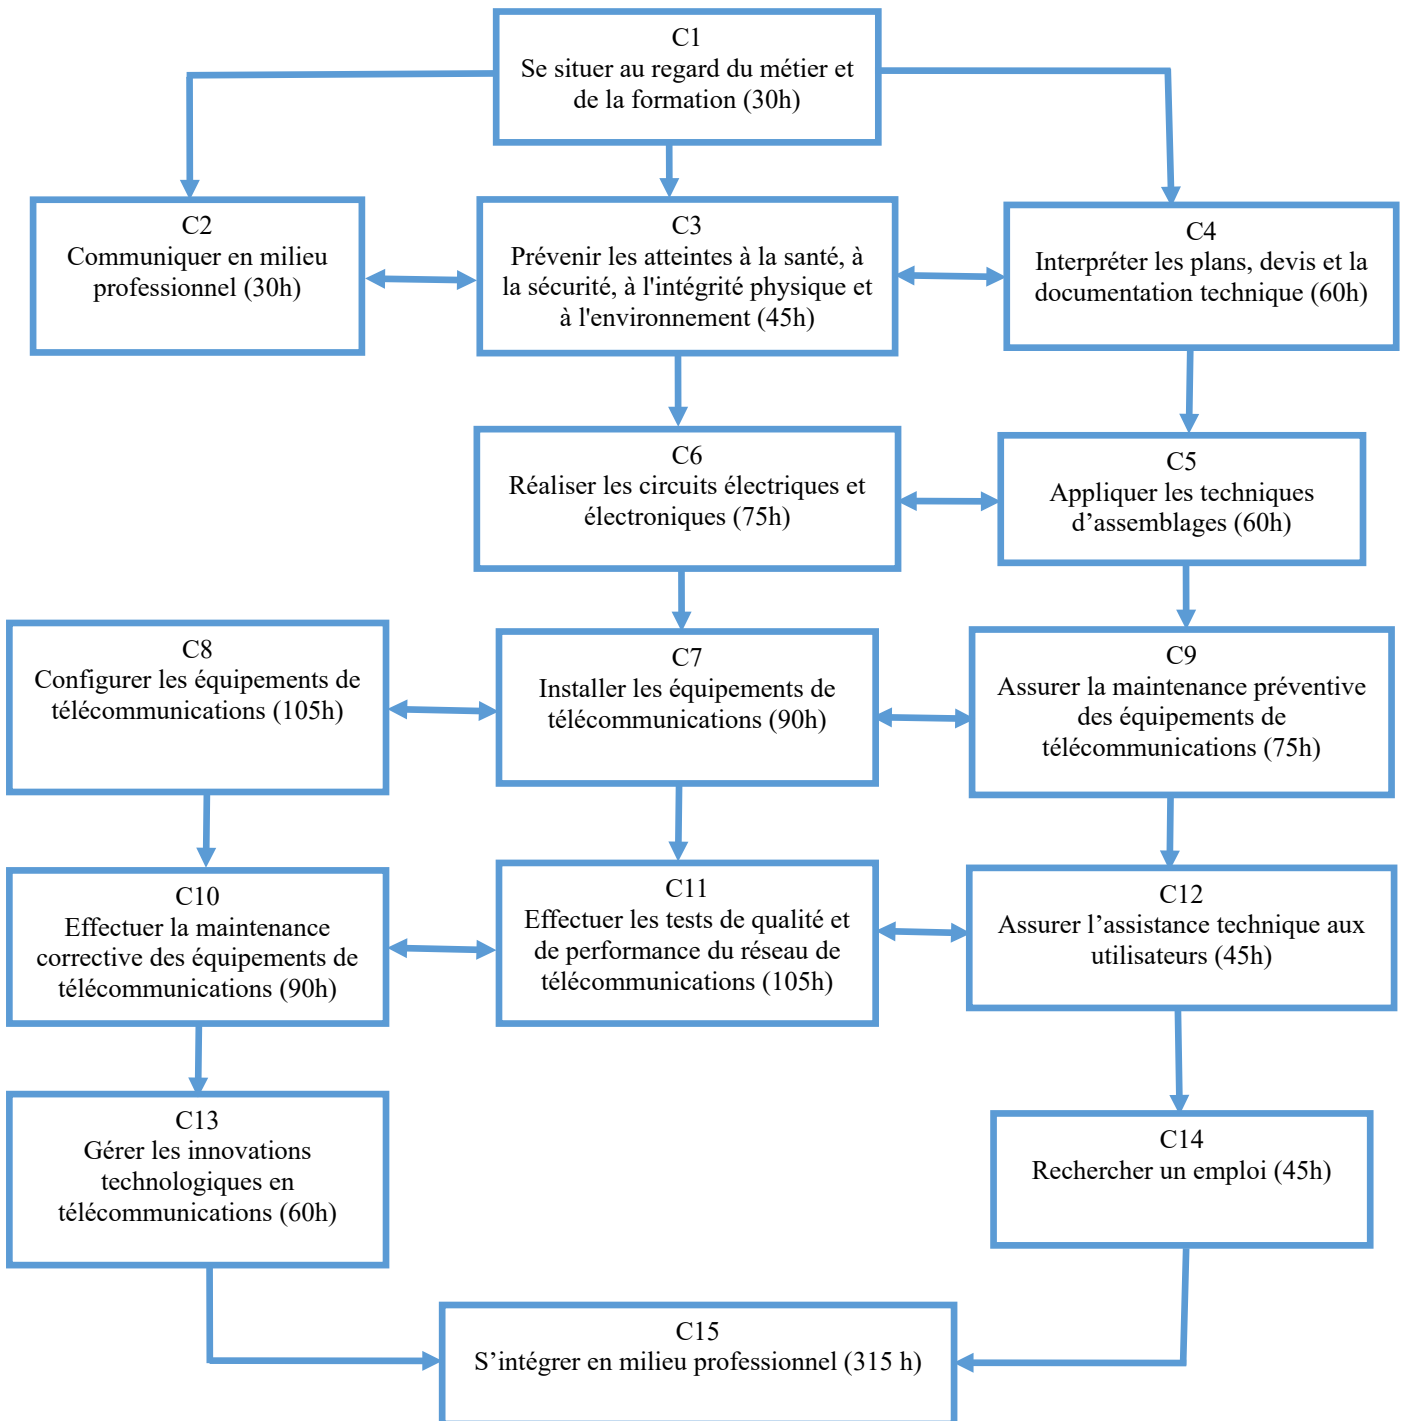 C1
Se situer au regard du métier et
de la formation (30h)
C2
Communiquer en milieu
professionnel (30h)
C3
Prévenir les atteintes à la santé, à
la sécurité, à l'intégrité physique et
à l'environnement (45h)
C4
Interpréter les plans, devis et la
documentation technique (60h)
C6
Réaliser les circuits électriques et
électroniques (75h)
C5
Appliquer les techniques
d’assemblages (60h)
C8
Configurer les équipements de
télécommunications (105h)
C7
Installer les équipements de
télécommunications (90h)
C9
Assurer la maintenance préventive
des équipements de
télécommunications (75h)
C10
Effectuer la maintenance
corrective des équipements de
télécommunications (90h)
C11
Effectuer les tests de qualité et
de performance du réseau de
télécommunications (105h)
C12
Assurer l’assistance technique aux
utilisateurs (45h)
C13
Gérer les innovations
technologiques en
télécommunications (60h)
C14
Rechercher un emploi (45h)
C15
S’intégrer en milieu professionnel (315 h)